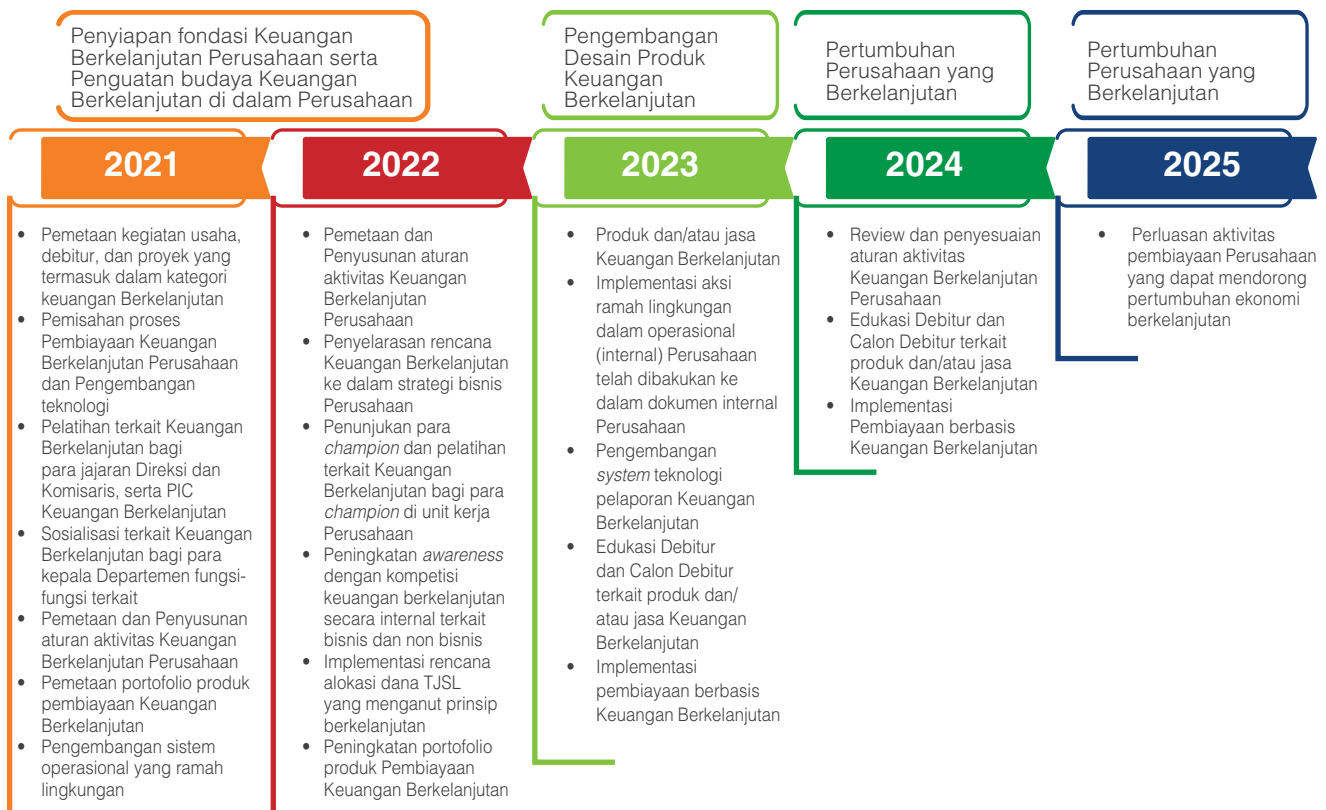 Penyiapan fondasi Keuangan
Berkelanjutan Perusahaan serta
Penguatan budaya Keuangan
Berkelanjutan di dalam Perusahaan
Pengembangan
Desain Produk
Keuangan
Berkelanjutan
Pertumbuhan
Perusahaan yang
Berkelanjutan
Pertumbuhan
Perusahaan yang
Berkelanjutan
2021
2022
2023
2024
2025
• Pemetaan kegiatan usaha,
debitur, dan proyek yang
termasuk dalam kategori
keuangan Berkelanjutan
• Pemisahan proses
Pembiayaan Keuangan
Berkelanjutan Perusahaan
dan Pengembangan
teknologi
• Pelatihan terkait Keuangan
Berkelanjutan bagi
para jajaran Direksi dan
Komisaris, serta PIC
Keuangan Berkelanjutan
• Sosialisasi terkait Keuangan
Berkelanjutan bagi para
kepala Departemen fungsi-
fungsi terkait
• Pemetaan dan Penyusunan
aturan aktivitas Keuangan
Berkelanjutan Perusahaan
• Pemetaan portofolio produk
pembiayaan Keuangan
Berkelanjutan
• Pengembangan sistem
operasional yang ramah
lingkungan
• Pemetaan dan
Penyusunan aturan
aktivitas Keuangan
Berkelanjutan
Perusahaan
• Penyelarasan rencana
Keuangan Berkelanjutan
ke dalam strategi bisnis
Perusahaan
• Penunjukan para
champion dan pelatihan
terkait Keuangan
Berkelanjutan bagi para
champion di unit kerja
Perusahaan
• Peningkatan awareness
dengan kompetisi
keuangan berkelanjutan
secara internal terkait
bisnis dan non bisnis
• Implementasi rencana
alokasi dana TJSL
yang menganut prinsip
berkelanjutan
• Peningkatan portofolio
produk Pembiayaan
Keuangan Berkelanjutan
• Produk dan/atau jasa
Keuangan Berkelanjutan
• Implementasi aksi
ramah lingkungan
dalam operasional
(internal) Perusahaan
telah dibakukan ke
dalam dokumen internal
Perusahaan
• Pengembangan
system teknologi
pelaporan Keuangan
Berkelanjutan
• Edukasi Debitur
dan Calon Debitur
terkait produk dan/
atau jasa Keuangan
Berkelanjutan
• Implementasi
pembiayaan berbasis
Keuangan Berkelanjutan
• Review dan penyesuaian
aturan aktivitas
Keuangan Berkelanjutan
Perusahaan
• Edukasi Debitur dan
Calon Debitur terkait
produk dan/atau jasa
Keuangan Berkelanjutan
• Implementasi
Pembiayaan berbasis
Keuangan Berkelanjutan
• Perluasan aktivitas
pembiayaan Perusahaan
yang dapat mendorong
pertumbuhan ekonomi
berkelanjutan